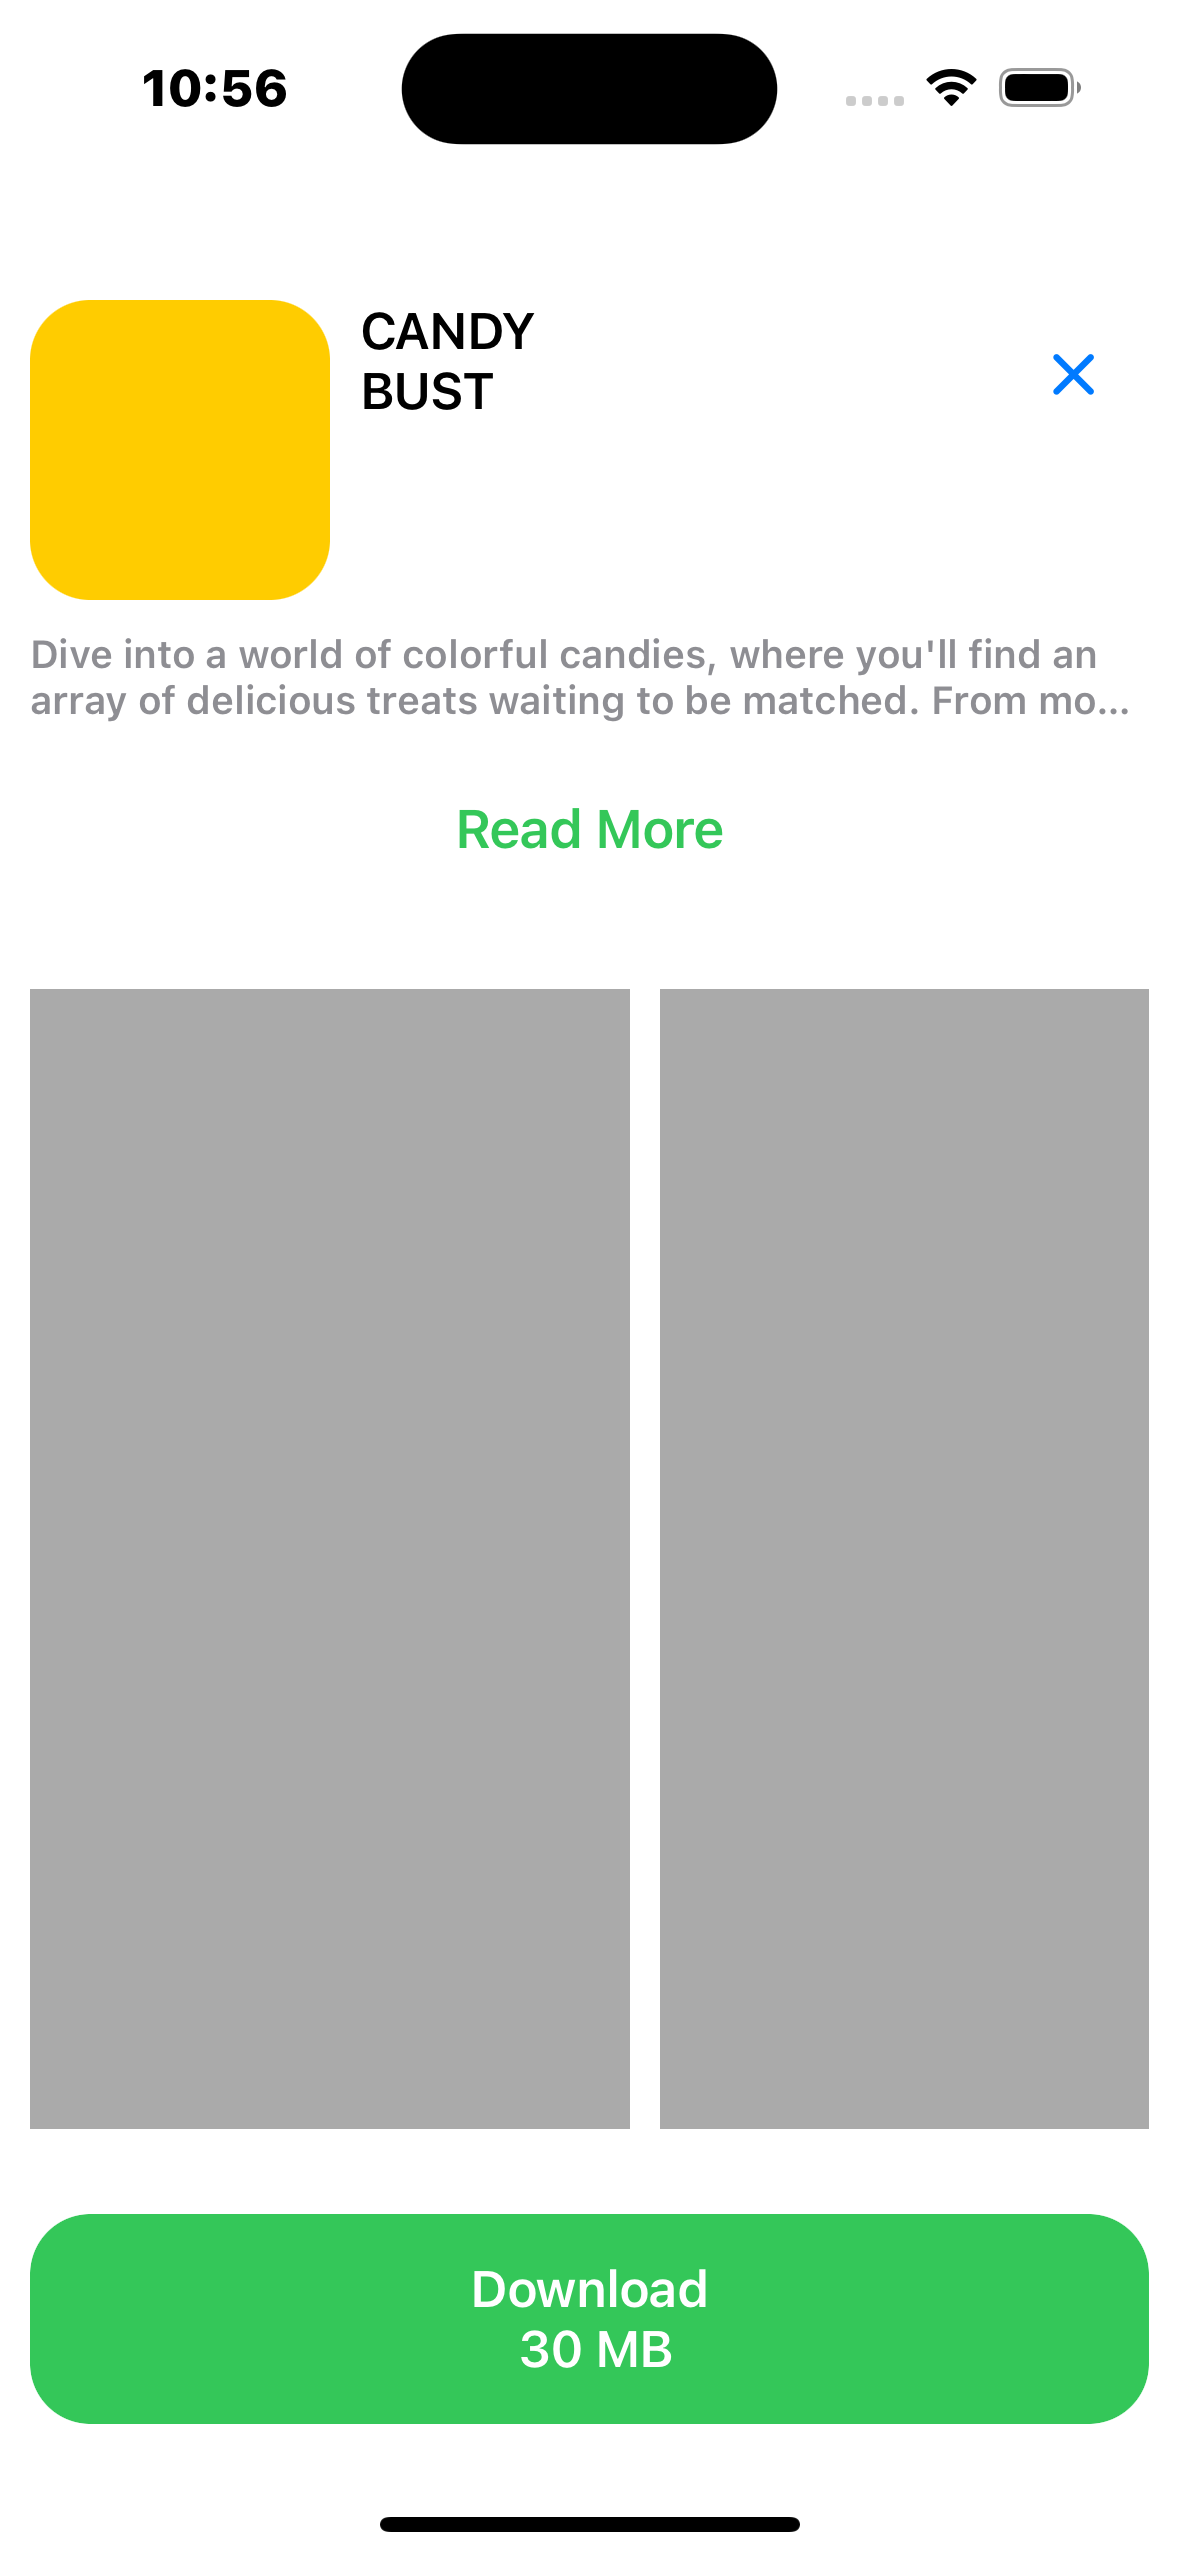 10:56
CANDY
BUST
Dive into a world of colorful candies, where you'll find an
array of delicious treats waiting to be matched. From mo...
Read More
Download
30 MB